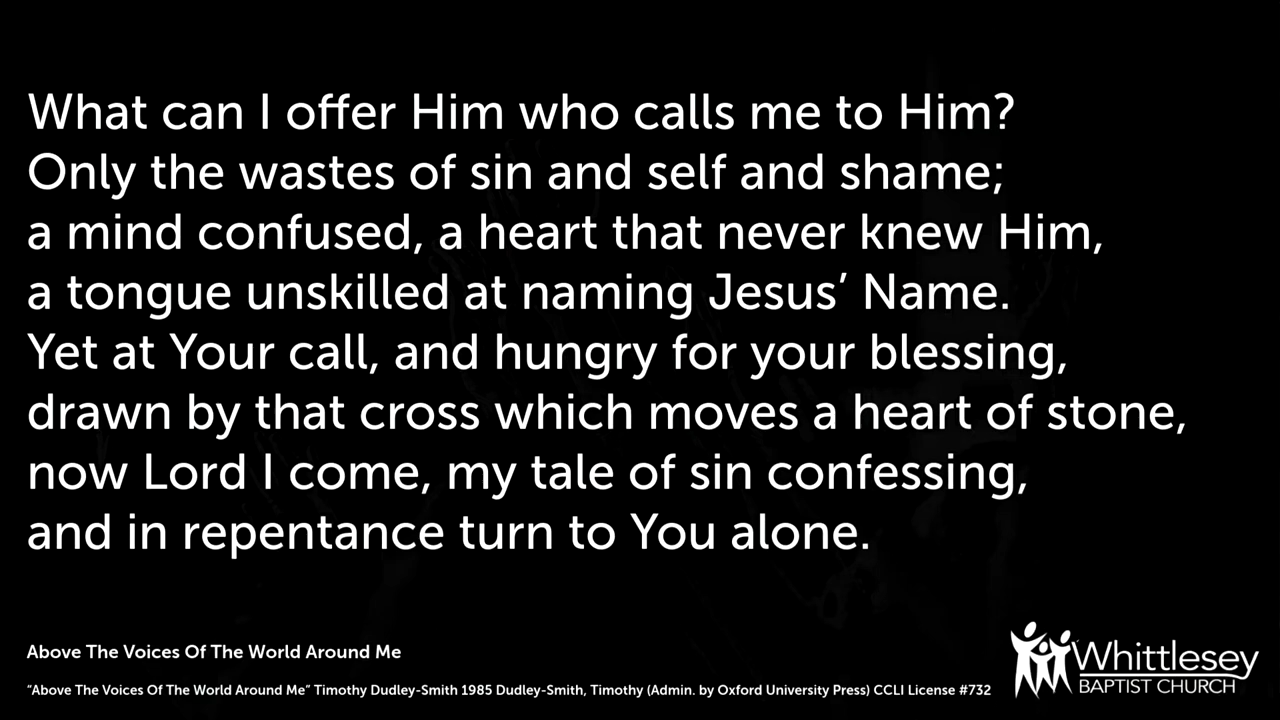 What can I offer Him who calls me to Him?
Only the wastes of sin and self and shame;
a mind confused, a heart that never knew Him,
a tongue unskilled at naming Jesus’ Name.
Yet at Your call, and hungry for your blessing,
drawn by that cross which moves a heart of stone,
now Lord I come, my tale of sin confessing,
and in repentance turn to You alone.
Above The Voices Of The World Around Me
“Above The Voices Of The World Around Me” Timothy Dudley-Smith 1985 Dudley-Smith, Timothy (Admin. by Oxford University Press) CCLI License #732
Whittlesey
BAPTIST CHURCH